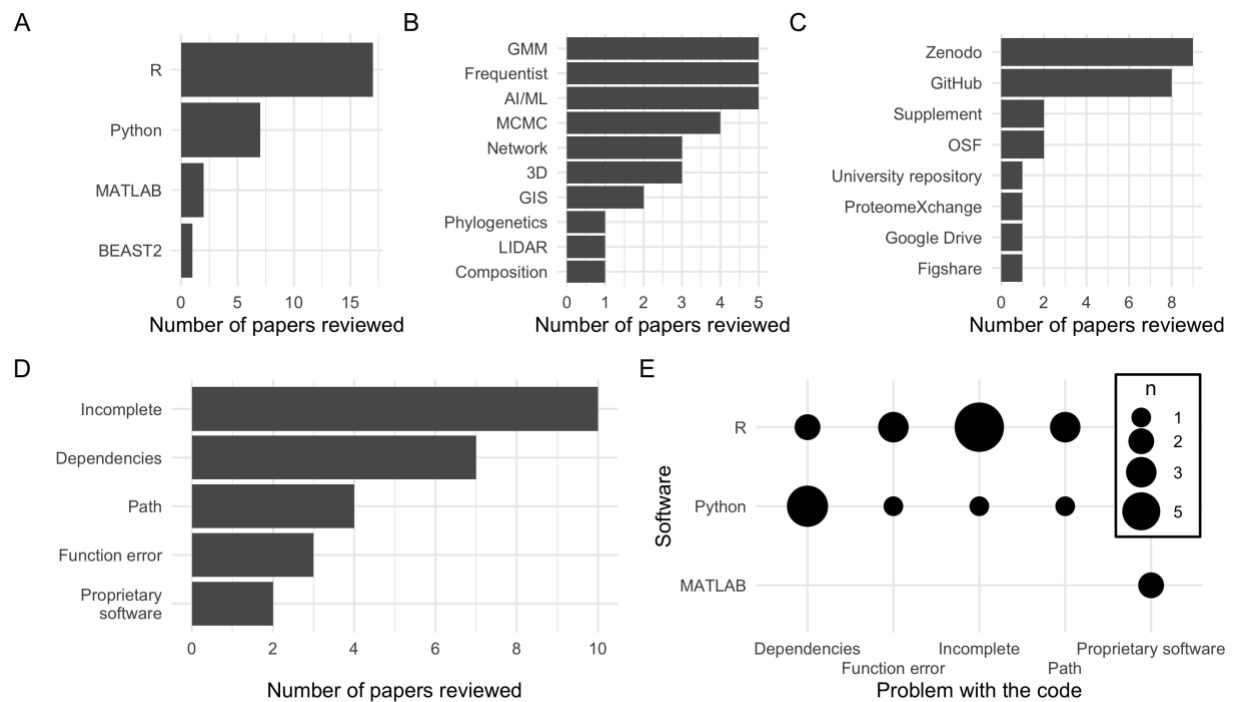 A
R
Python
MATLAB
BEAST2
0 5 10 15
Number of papers reviewed
B
GMM
Frequentist
AI/ML
MCMC
Network
3D
GIS
Phylogenetics
LIDAR
Composition
0 1 2 3 4 5
Number of papers reviewed
C
Zenodo
GitHub
Supplement
OSF
University repository
ProteomeXchange
Google Drive
Figshare
0 2 4 6 8
Number of papers reviewed
D
Incomplete
Dependencies
Path
Function error
Proprietary
software
0 2 4 6 8 10
Number of papers reviewed
E
Software
R
Python
MATLAB
n
1
2
3
5
Dependencies Incomplete Proprietary software
Function error Path
Problem with the code